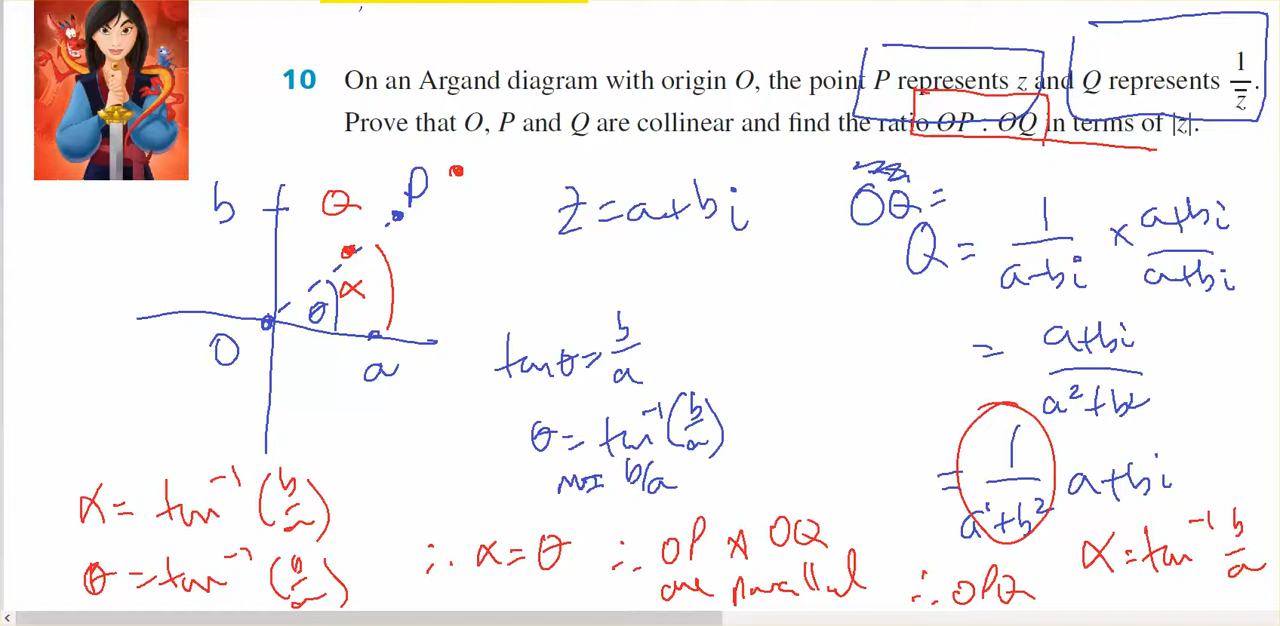 10 On an Argand diagram with origin O, the point P represents z and Q represents 1/z̅.
Prove that O, P and Q are collinear and find the ratio OP : OQ in terms of |z|.
b
Q
P
O
a
θ
α
z = a+bi
tanθ = b/a
θ = tan⁻¹(b/a)
b/a
OQ =
Q = 1/(a-bi) × (a+bi)/(a+bi)
= (a+bi)/(a²+b²)
= 1/(a²+b²) a+bi
α = tan⁻¹(b/a)
θ = tan⁻¹(b/a)
∴ α = θ
∴ OP & OQ
are parallel
∴ OPQ
α = tan⁻¹ b/a